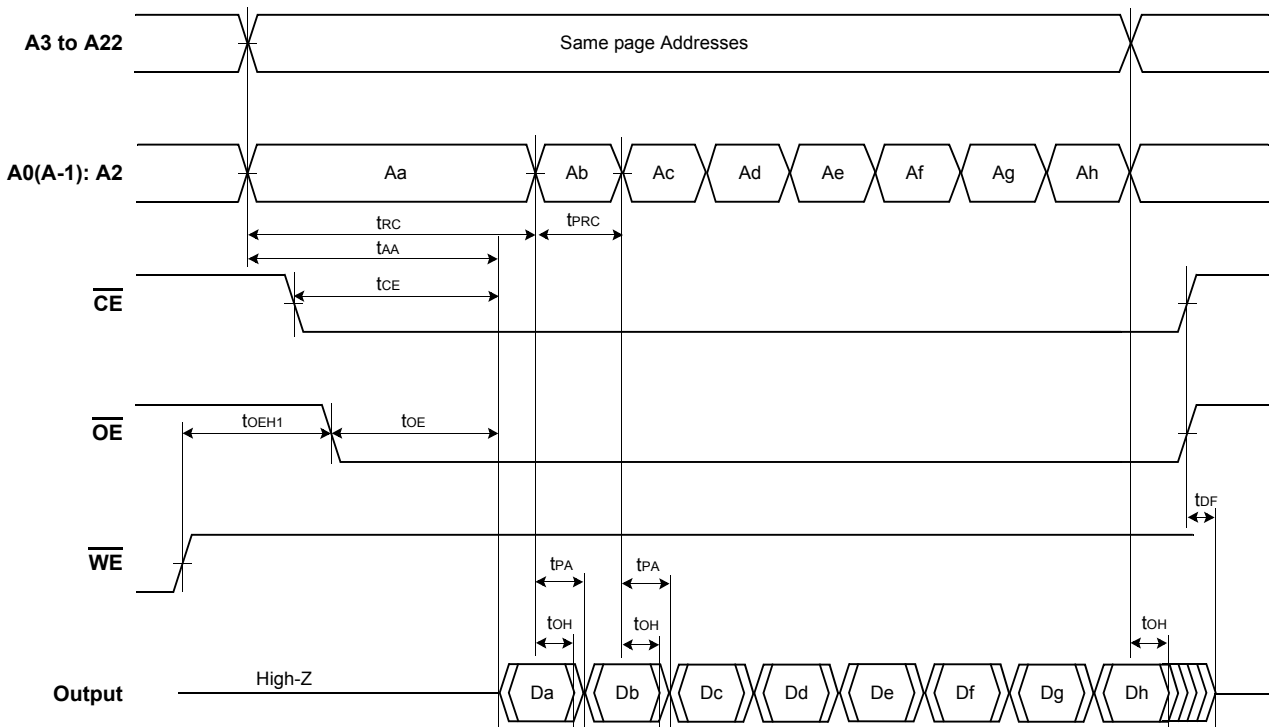 A3 to A22
Same page Addresses
A0(A-1): A2
Aa Ab Ac Ad Ae Af Ag Ah
tRC tPRC
tAA
CE
tCE
OE
tOEH1 tOE
tDF
WE
tPA tPA
tOH tOH tOH
Output
High-Z
Da Db Dc Dd De Df Dg Dh